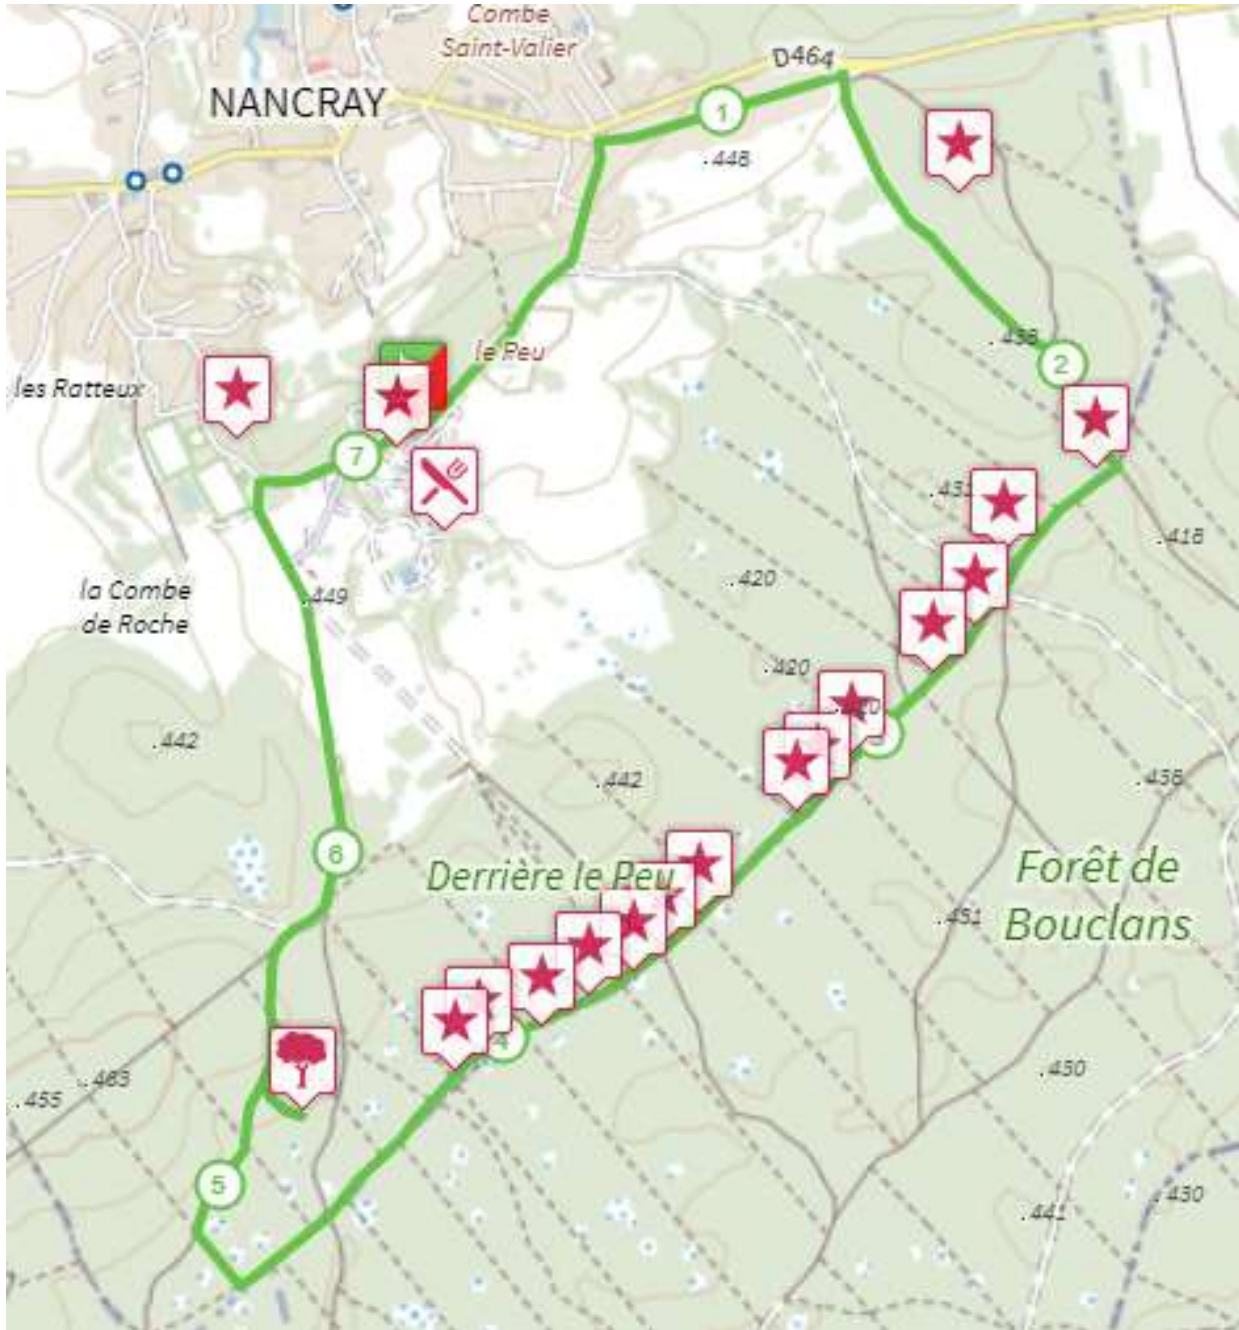 Combe
Saint-Valier
D464
NANCRAY
1
.448
.438
2
le Peu
les Ratteux
7
.431
.418
.420
la Combe
de Roche
.449
.420
.442
.442
.438
6
Derrière le Peu
Forêt de
Bouclans
.451
4
.463
.455
.450
5
.430
.441